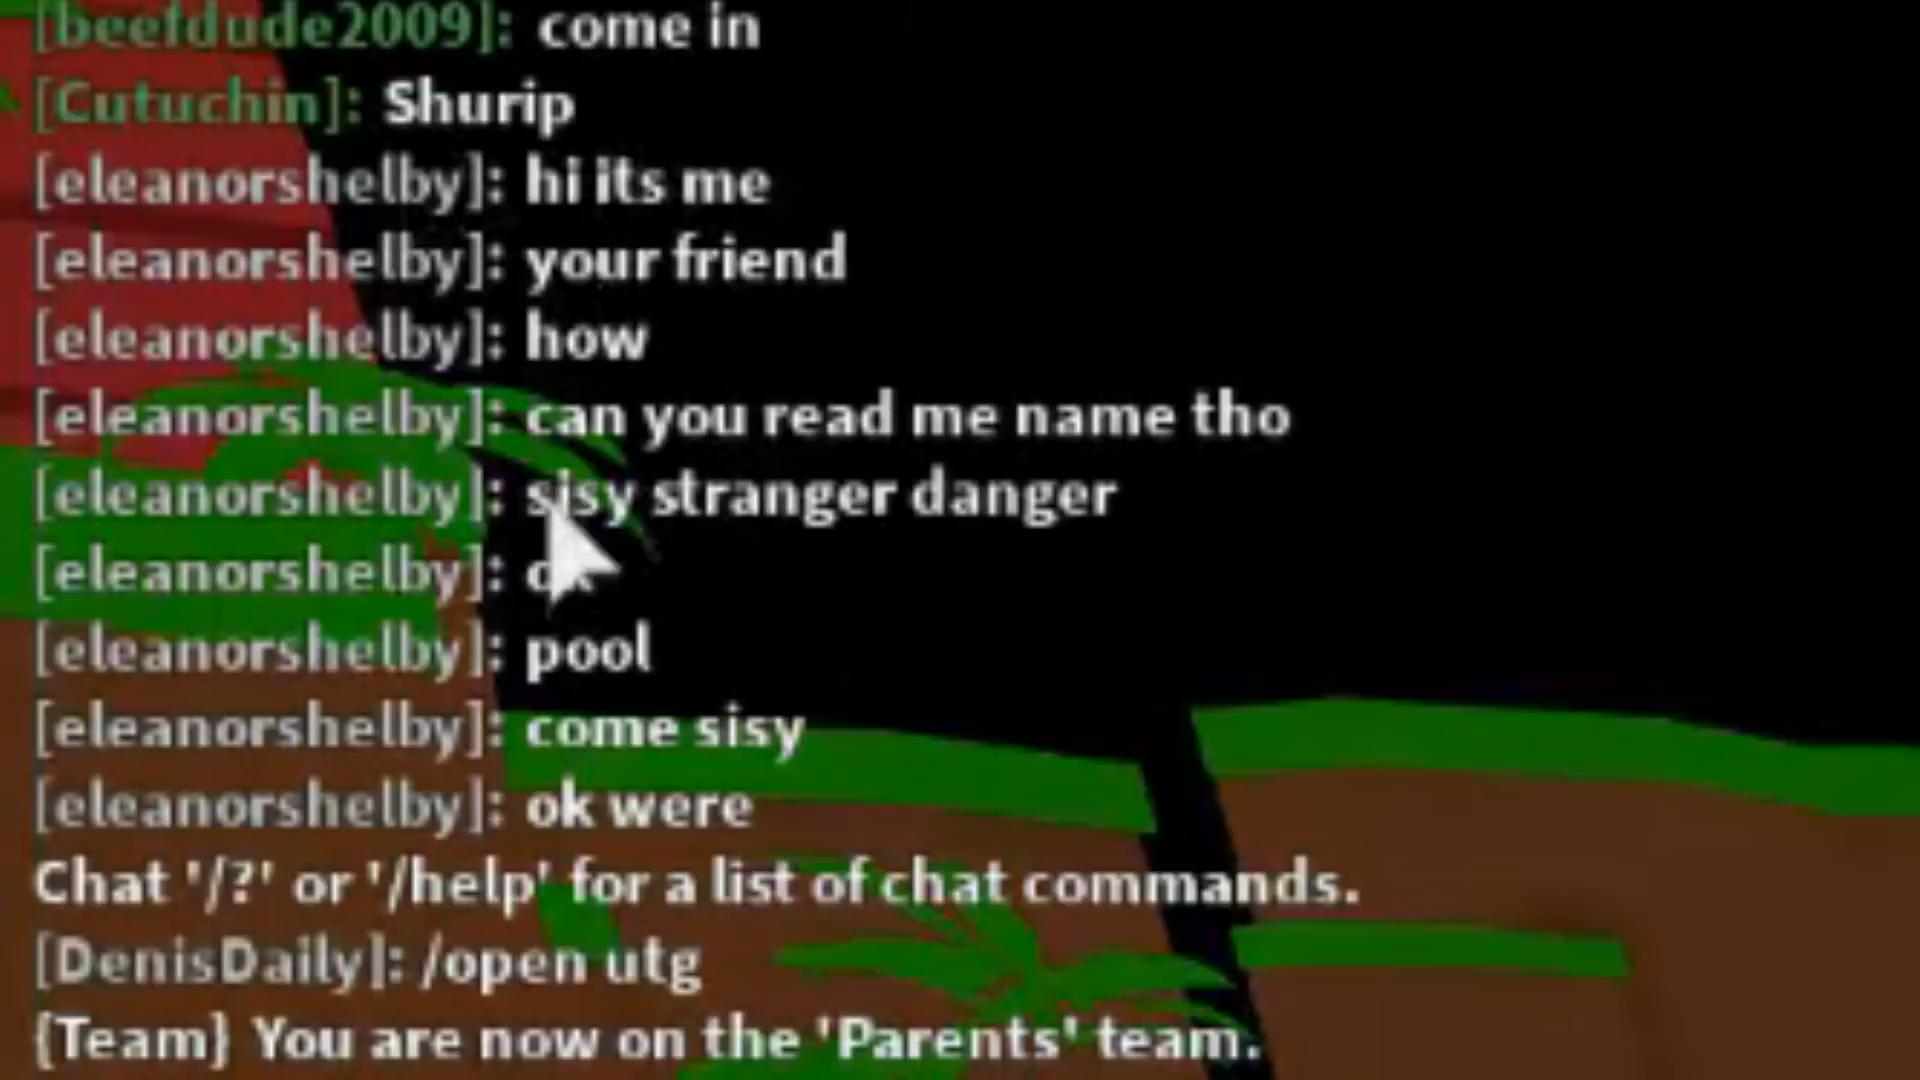 [beefdude2009]: come in
[Cutuchin]: Shurip
[eleanorshelby]: hi its me
[eleanorshelby]: your friend
[eleanorshelby]: how
[eleanorshelby]: can you read me name tho
[eleanorshelby]: sisy stranger danger
[eleanorshelby]: ok
[eleanorshelby]: pool
[eleanorshelby]: come sisy
[eleanorshelby]: ok were
Chat '/?' or '/help' for a list of chat commands.
[DenisDaily]: /open utg
{Team} You are now on the 'Parents' team.